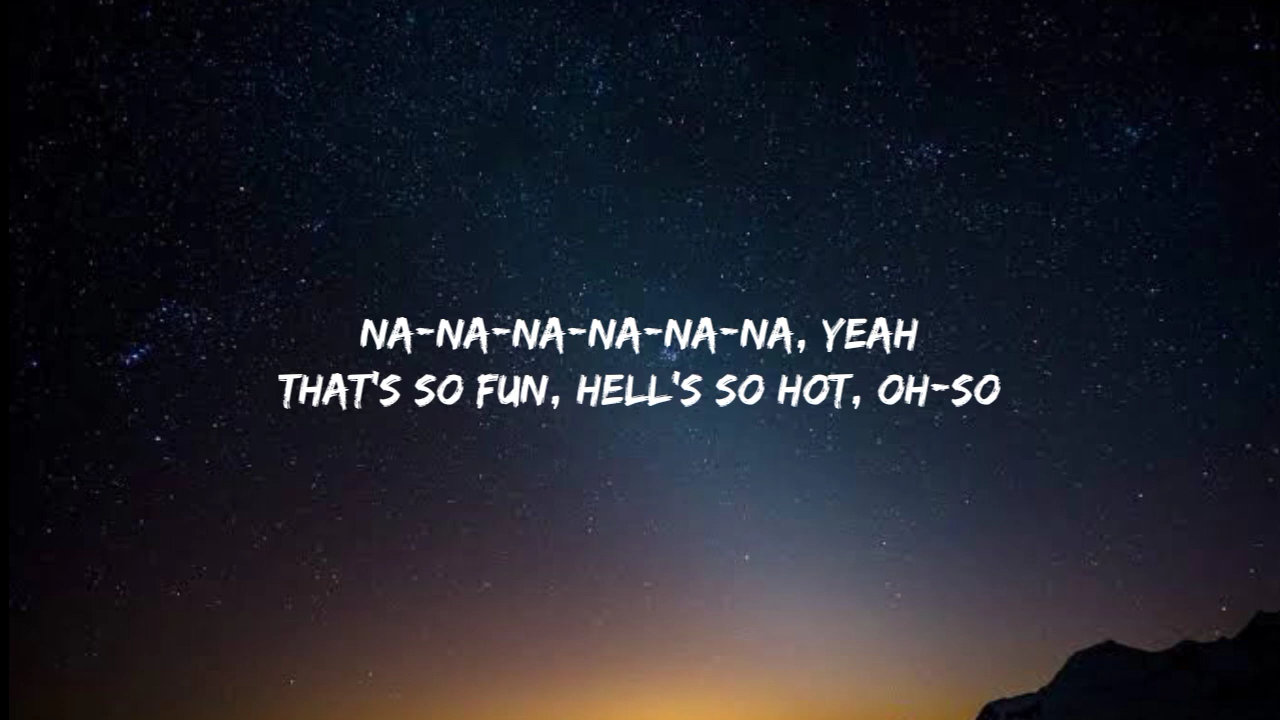 NA-NA-NA-NA-NA-NA, YEAH
THAT'S SO FUN, HELL'S SO HOT, OH-SO